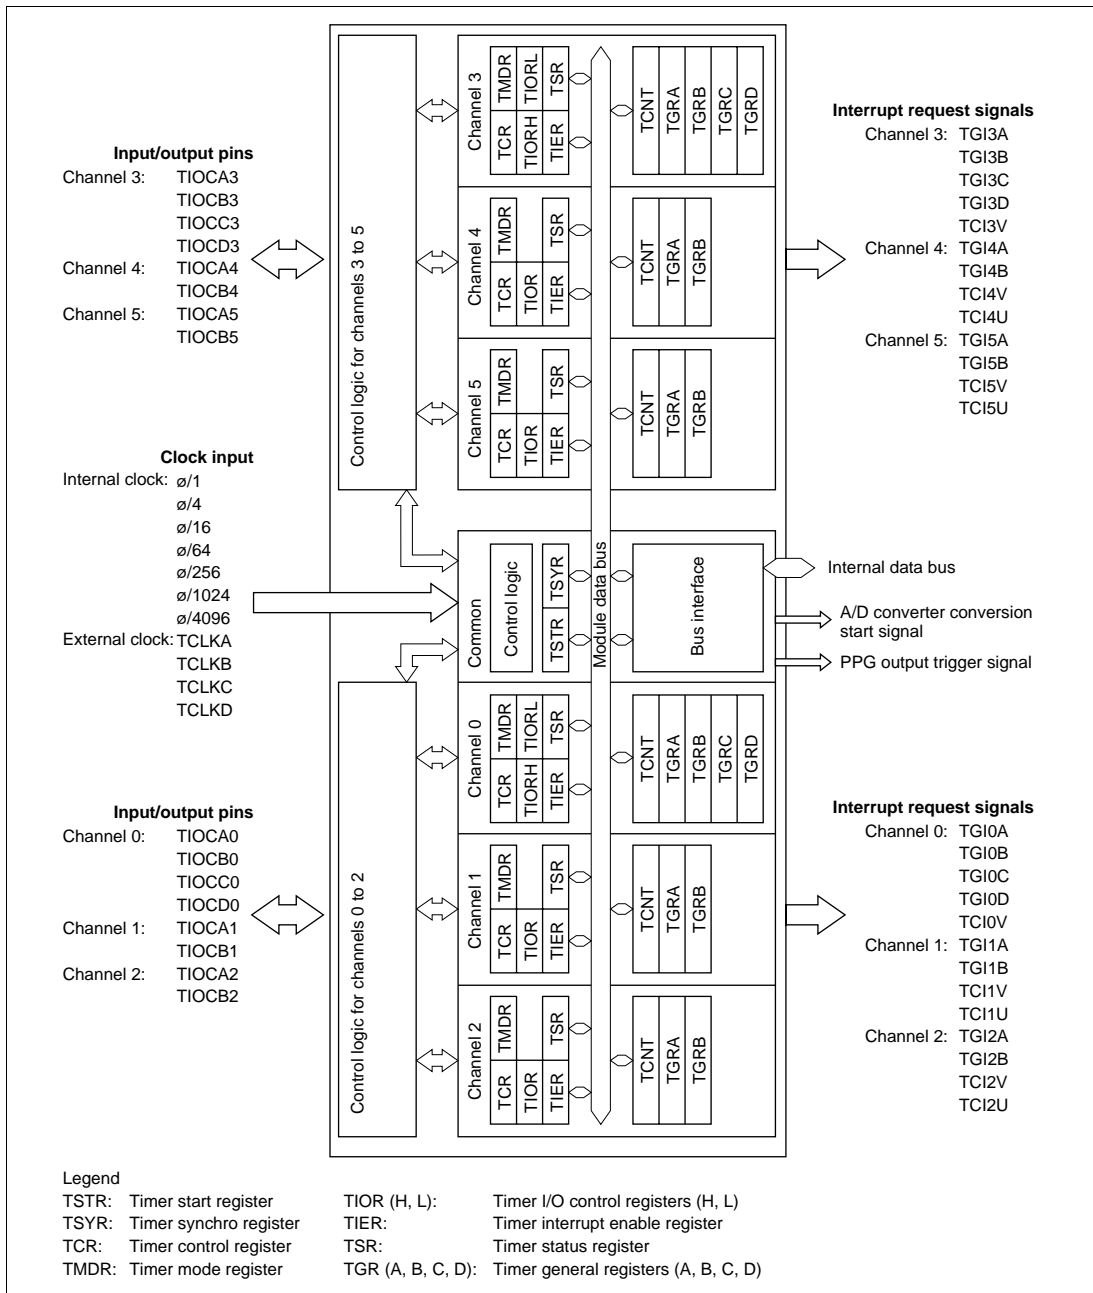 Input/output pins
Channel 3: TIOCA3
TIOCB3
TIOCC3
TIOCD3
Channel 4: TIOCA4
TIOCB4
Channel 5: TIOCA5
TIOCB5
Clock input
Internal clock: ø/1
ø/4
ø/16
ø/64
ø/256
ø/1024
ø/4096
External clock: TCLKA
TCLKB
TCLKC
TCLKD
Input/output pins
Channel 0: TIOCA0
TIOCB0
TIOCC0
TIOCD0
Channel 1: TIOCA1
TIOCB1
Channel 2: TIOCA2
TIOCB2
Control logic for channels 3 to 5
Control logic for channels 0 to 2
Channel 3
TMDR TIORL TSR
TCR TIORH TIER
TCNT TGRA TGRB TGRC TGRD
Channel 4
TMDR TSR
TCR TIOR TIER
TCNT TGRA TGRB
Channel 5
TMDR TSR
TCR TIOR TIER
TCNT TGRA TGRB
Common
Control logic
TSTR TSYR
Module data bus
Bus interface
Channel 0
TMDR TIORL TSR
TCR TIORH TIER
TCNT TGRA TGRB TGRC TGRD
Channel 1
TMDR TSR
TCR TIOR TIER
TCNT TGRA TGRB
Channel 2
TMDR TSR
TCR TIOR TIER
TCNT TGRA TGRB
Interrupt request signals
Channel 3: TGI3A
TGI3B
TGI3C
TGI3D
TCI3V
Channel 4: TGI4A
TGI4B
TCI4V
TCI4U
Channel 5: TGI5A
TGI5B
TCI5V
TCI5U
Internal data bus
A/D converter conversion
start signal
PPG output trigger signal
Interrupt request signals
Channel 0: TGI0A
TGI0B
TGI0C
TGI0D
TCI0V
Channel 1: TGI1A
TGI1B
TCI1V
TCI1U
Channel 2: TGI2A
TGI2B
TCI2V
TCI2U
Legend
TSTR: Timer start register TIOR (H, L): Timer I/O control registers (H, L)
TSYR: Timer synchro register TIER: Timer interrupt enable register
TCR: Timer control register TSR: Timer status register
TMDR: Timer mode register TGR (A, B, C, D): Timer general registers (A, B, C, D)